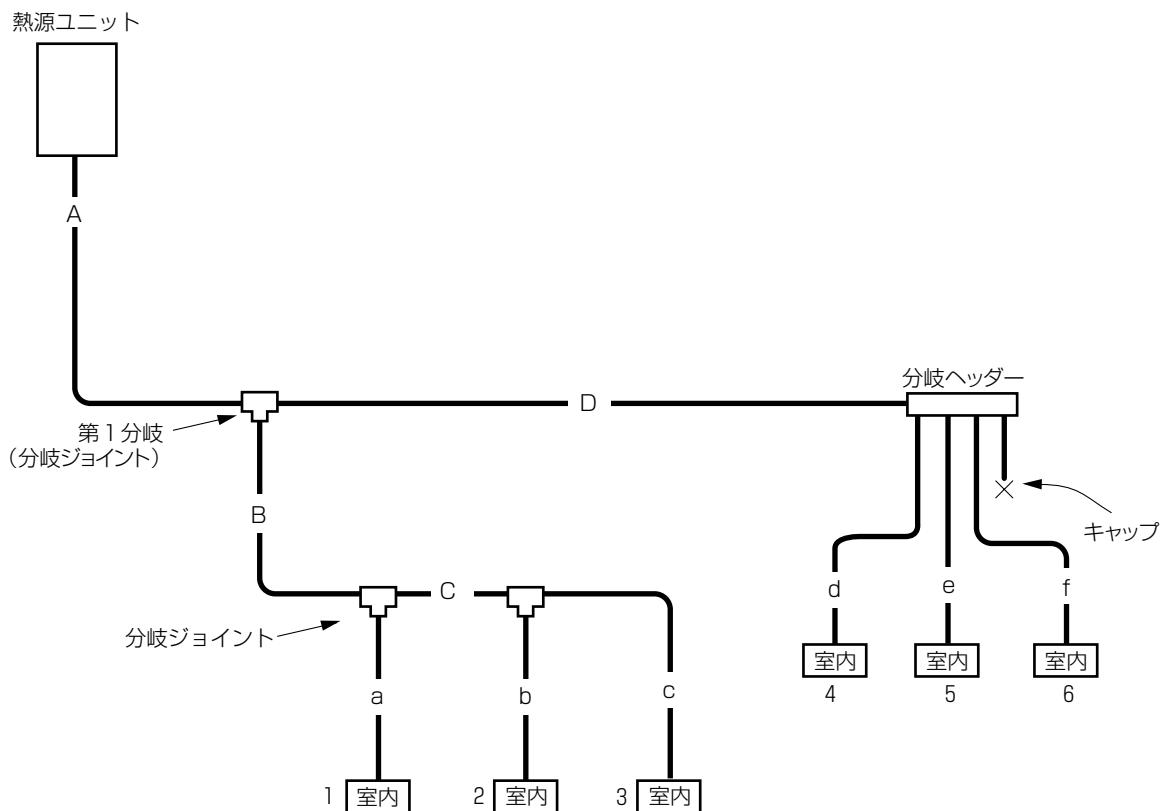 熱源ユニット
A
分岐ヘッダー
D
第1分岐
(分岐ジョイント)
B
キャップ
C
d
e
f
分岐ジョイント
室内
室内
室内
4
5
6
a
b
c
1
室内
2
室内
3
室内